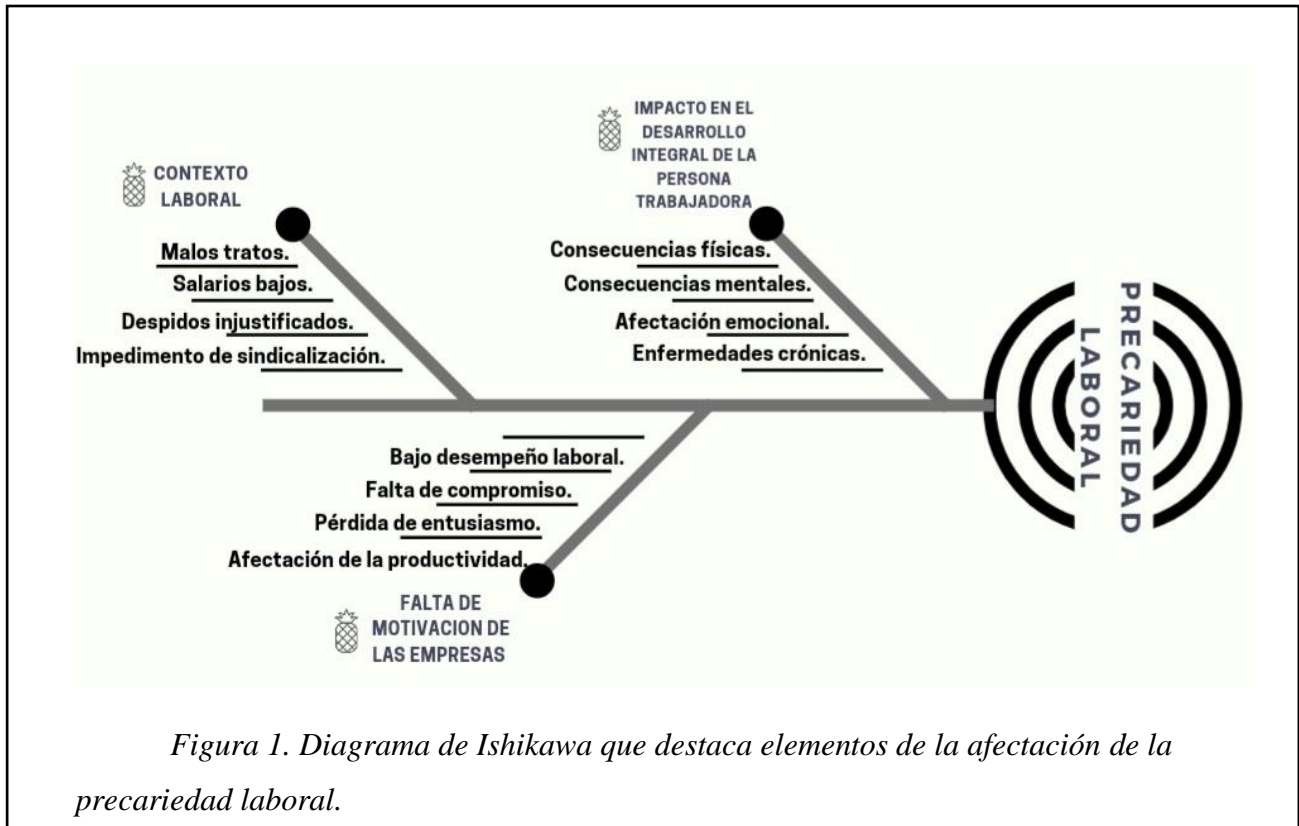 CONTEXTO
LABORAL
Malos tratos.
Salarios bajos.
Despidos injustificados.
Impedimento de sindicalización.
IMPACTO EN EL
DESARROLLO
INTEGRAL DE LA
PERSONA
TRABAJADORA
Consecuencias físicas.
Consecuencias mentales.
Afectación emocional.
Enfermedades crónicas.
PRECARIEDAD
LABORAL
Bajo desempeño laboral.
Falta de compromiso.
Pérdida de entusiasmo.
Afectación de la productividad.
FALTA DE
MOTIVACION DE
LAS EMPRESAS
Figura 1. Diagrama de Ishikawa que destaca elementos de la afectación de la
precariedad laboral.